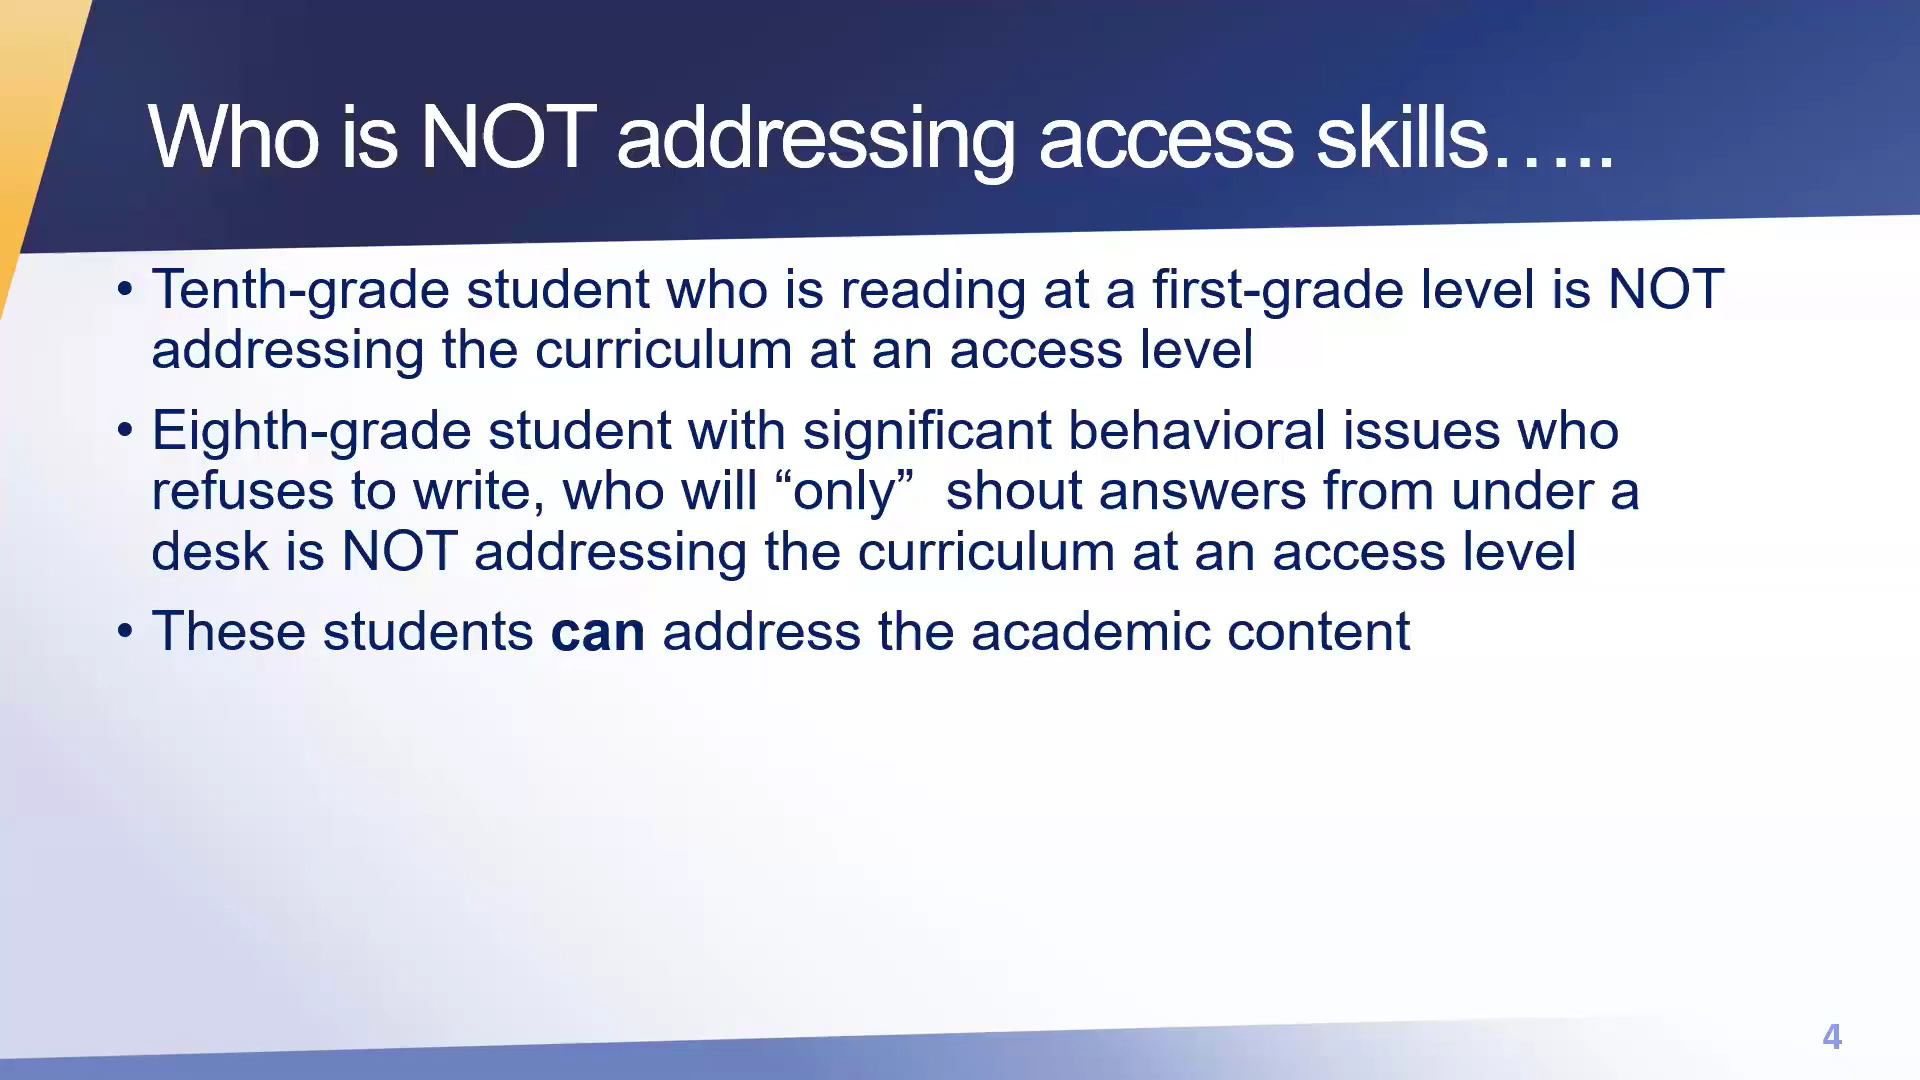 Who is NOT addressing access skills…..
• Tenth-grade student who is reading at a first-grade level is NOT
addressing the curriculum at an access level
• Eighth-grade student with significant behavioral issues who
refuses to write, who will “only”  shout answers from under a
desk is NOT addressing the curriculum at an access level
• These students can address the academic content
4